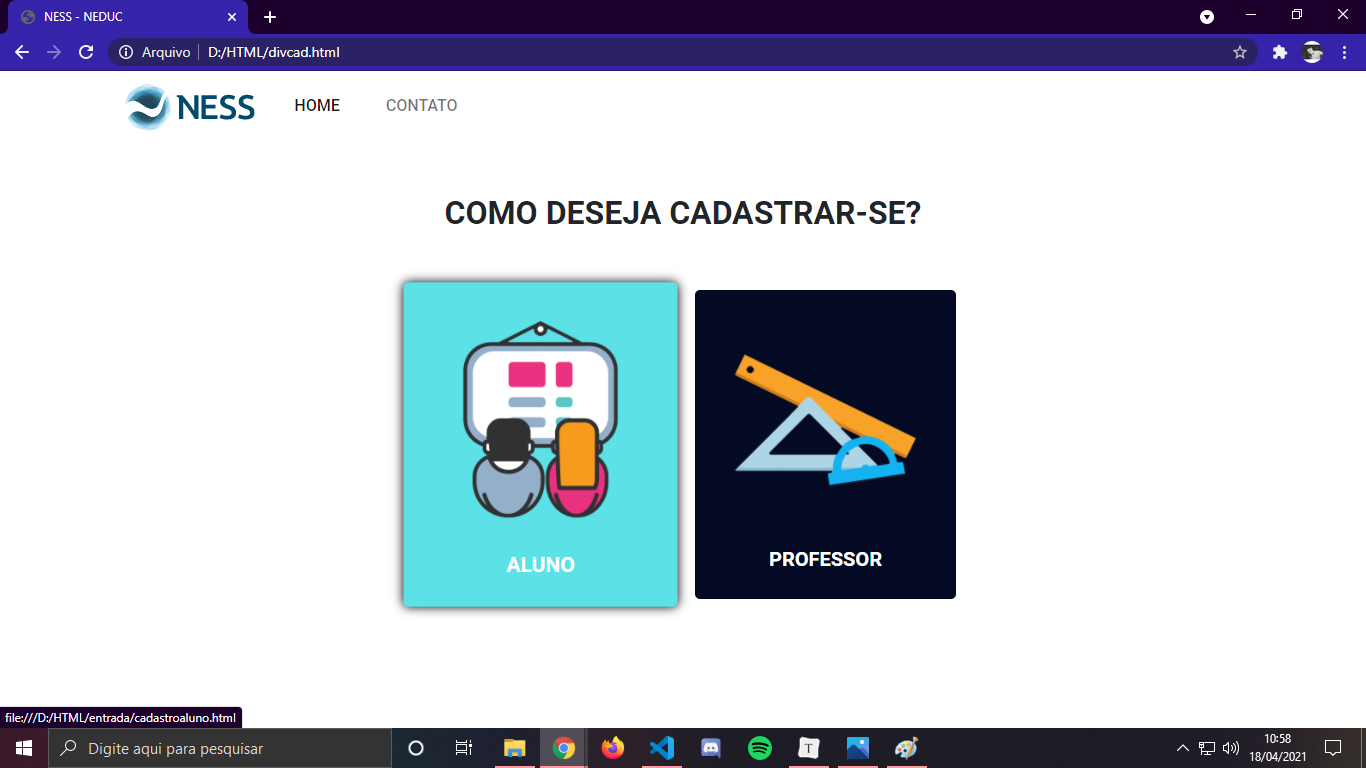 NESS - NEDUC
Arquivo D:/HTML/divcad.html
NESS HOME CONTATO
COMO DESEJA CADASTRAR-SE?
ALUNO
PROFESSOR
file:///D:/HTML/entrada/cadastroaluno.html
Digite aqui para pesquisar
T
10:58
18/04/2021